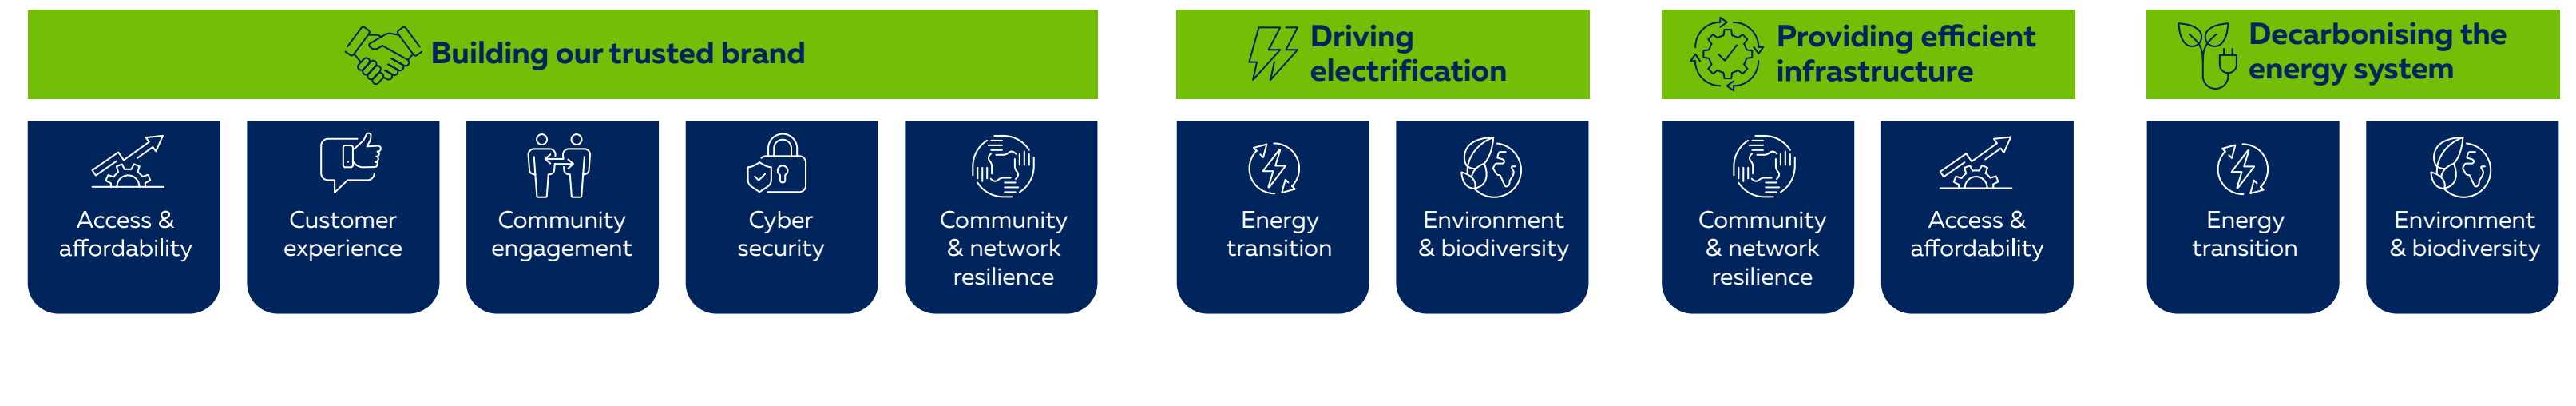 Building our trusted brand
Access &
affordability
Customer
experience
Community
engagement
Cyber
security
Community
& network
resilience
Driving
electrification
Energy
transition
Environment
& biodiversity
Providing efficient
infrastructure
Community
& network
resilience
Access &
affordability
Decarbonising the
energy system
Energy
transition
Environment
& biodiversity